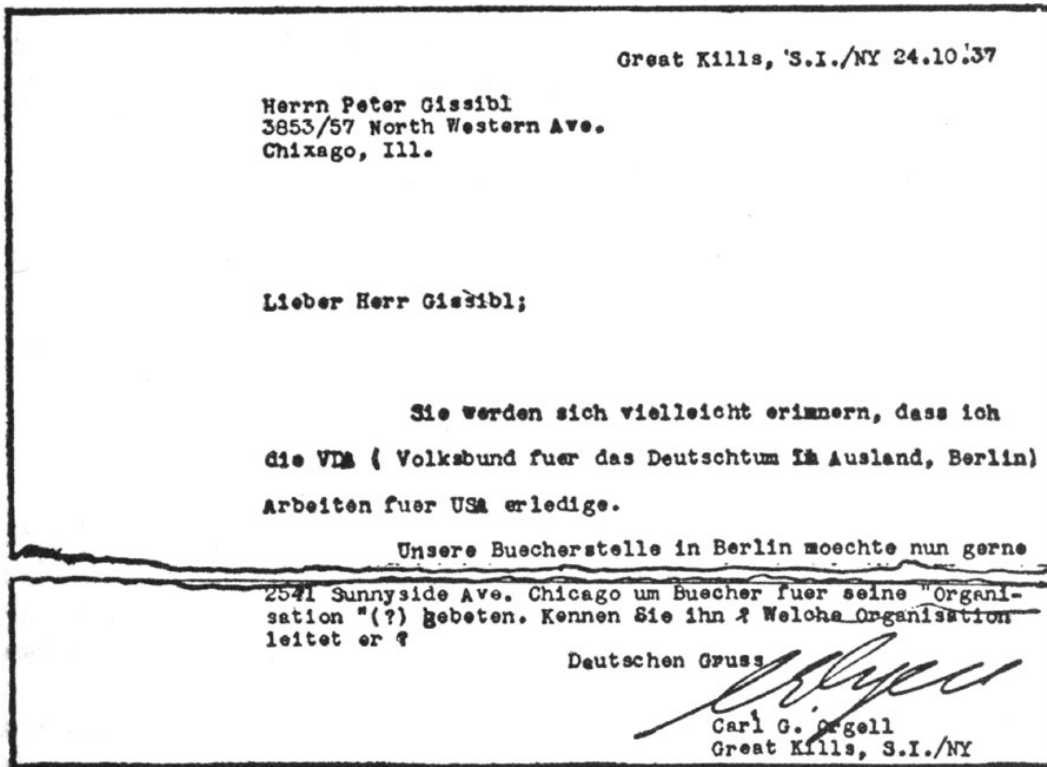 Great Kills, S.I./NY 24.10.'37
Herrn Peter Gissibl
3853/57 North Western Ave.
Chixago, Ill.
Lieber Herr Gissibl;
Sie werden sich vielleicht erimnern, dass ich
die VDA ( Volksbund fuer das Deutschtum Im Ausland, Berlin)
Arbeiten fuer USA erledige.
Unsere Buecherstelle in Berlin moechte nun gerne
2541 Sunnyside Ave. Chicago um Buecher fuer seine "Organi-
sation "(?) gebeten. Kennen Sie ihn ? Welche Organisation
leitet er ?
Deutschen Gruss
Carl G. Orgell
Great Kills, S.I./NY